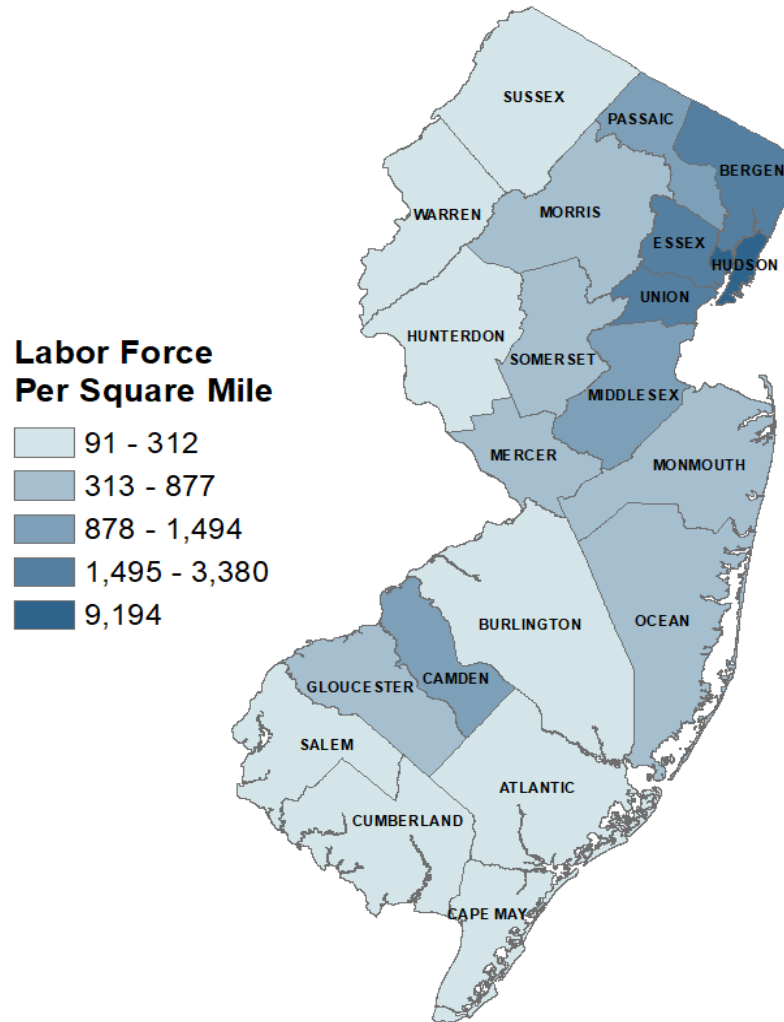 SUSSEX
PASSAIC
BERGEN
WARREN
MORRIS
ESSEX
HUDSON
UNION
HUNTERDON
SOMERSET
Labor Force
Per Square Mile
91 - 312
313 - 877
878 - 1,494
1,495 - 3,380
9,194
MIDDLESEX
MERCER
MONMOUTH
OCEAN
BURLINGTON
CAMDEN
GLOUCESTER
SALEM
ATLANTIC
CUMBERLAND
CAPE MAY